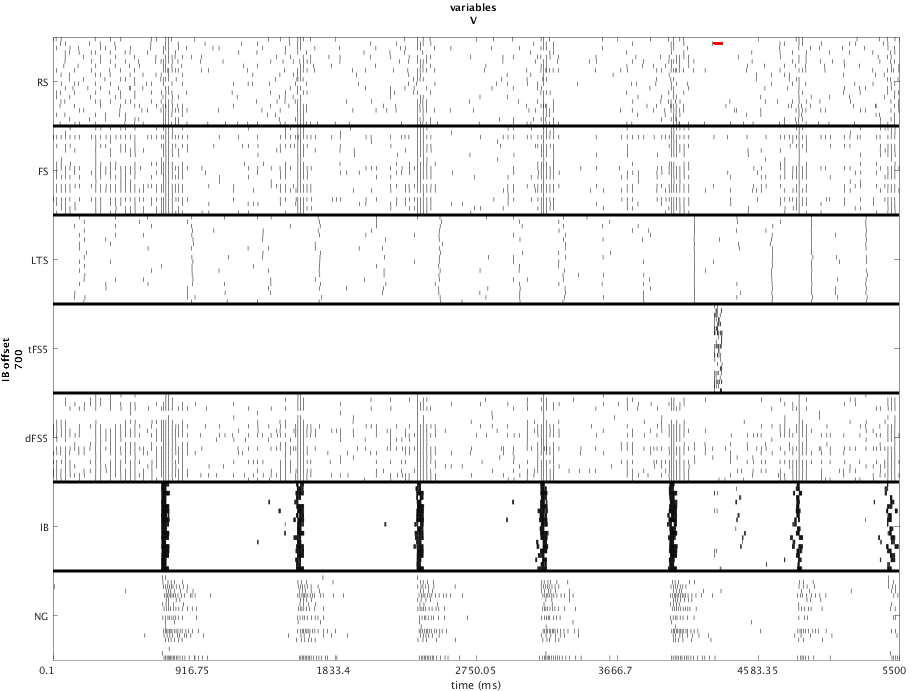 variables
V
RS
FS
LTS
tFS5
dFS5
IB
NG
IB offset
700
0.1
916.75
1833.4
2750.05
3666.7
4583.35
5500
time (ms)